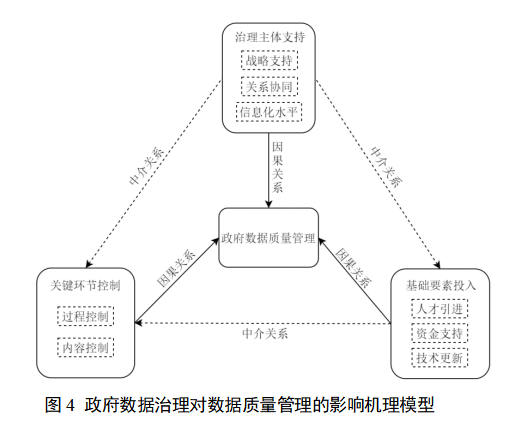 治理主体支持
战略支持
关系协同
信息化水平
中介关系
因果关系
中介关系
政府数据质量管理
因果关系
因果关系
关键环节控制
过程控制
内容控制
中介关系
基础要素投入
人才引进
资金支持
技术更新
图 4 政府数据治理对数据质量管理的影响机理模型